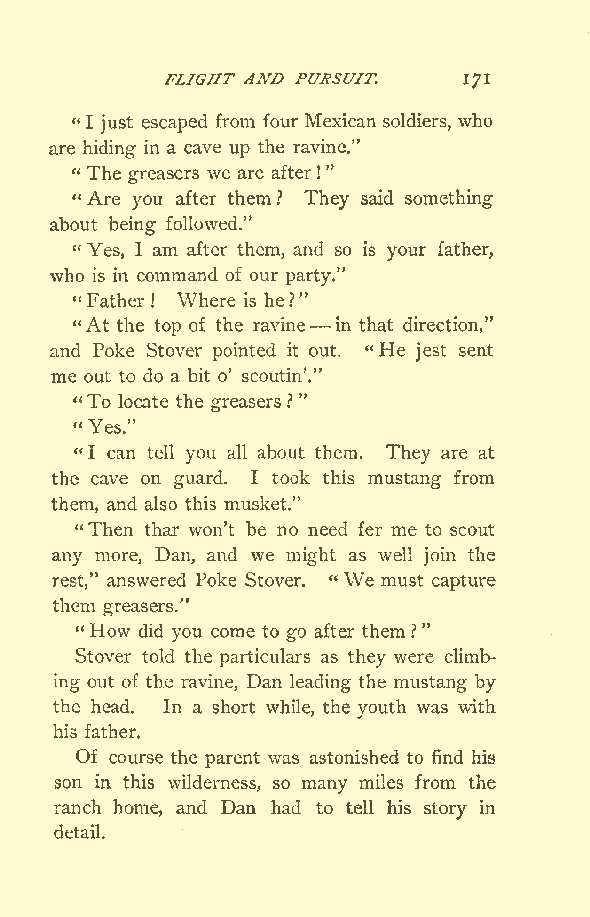 FLIGHT AND PURSUIT. 171
“I just escaped from four Mexican soldiers, who
are hiding in a cave up the ravine.”
“The greasers we are after!”
“Are you after them? They said something
about being followed.”
“Yes, I am after them, and so is your father,
who is in command of our party.”
“Father! Where is he?”
“At the top of the ravine—in that direction,”
and Poke Stover pointed it out. “He jest sent
me out to do a bit o’ scoutin’.”
“To locate the greasers?”
“Yes.”
“I can tell you all about them. They are at
the cave on guard. I took this mustang from
them, and also this musket.”
“Then thar won’t be no need fer me to scout
any more, Dan, and we might as well join the
rest,” answered Poke Stover. “We must capture
them greasers.”
“How did you come to go after them?”
Stover told the particulars as they were climb-
ing out of the ravine, Dan leading the mustang by
the head. In a short while, the youth was with
his father.
Of course the parent was astonished to find his
son in this wilderness, so many miles from the
ranch home, and Dan had to tell his story in
detail.